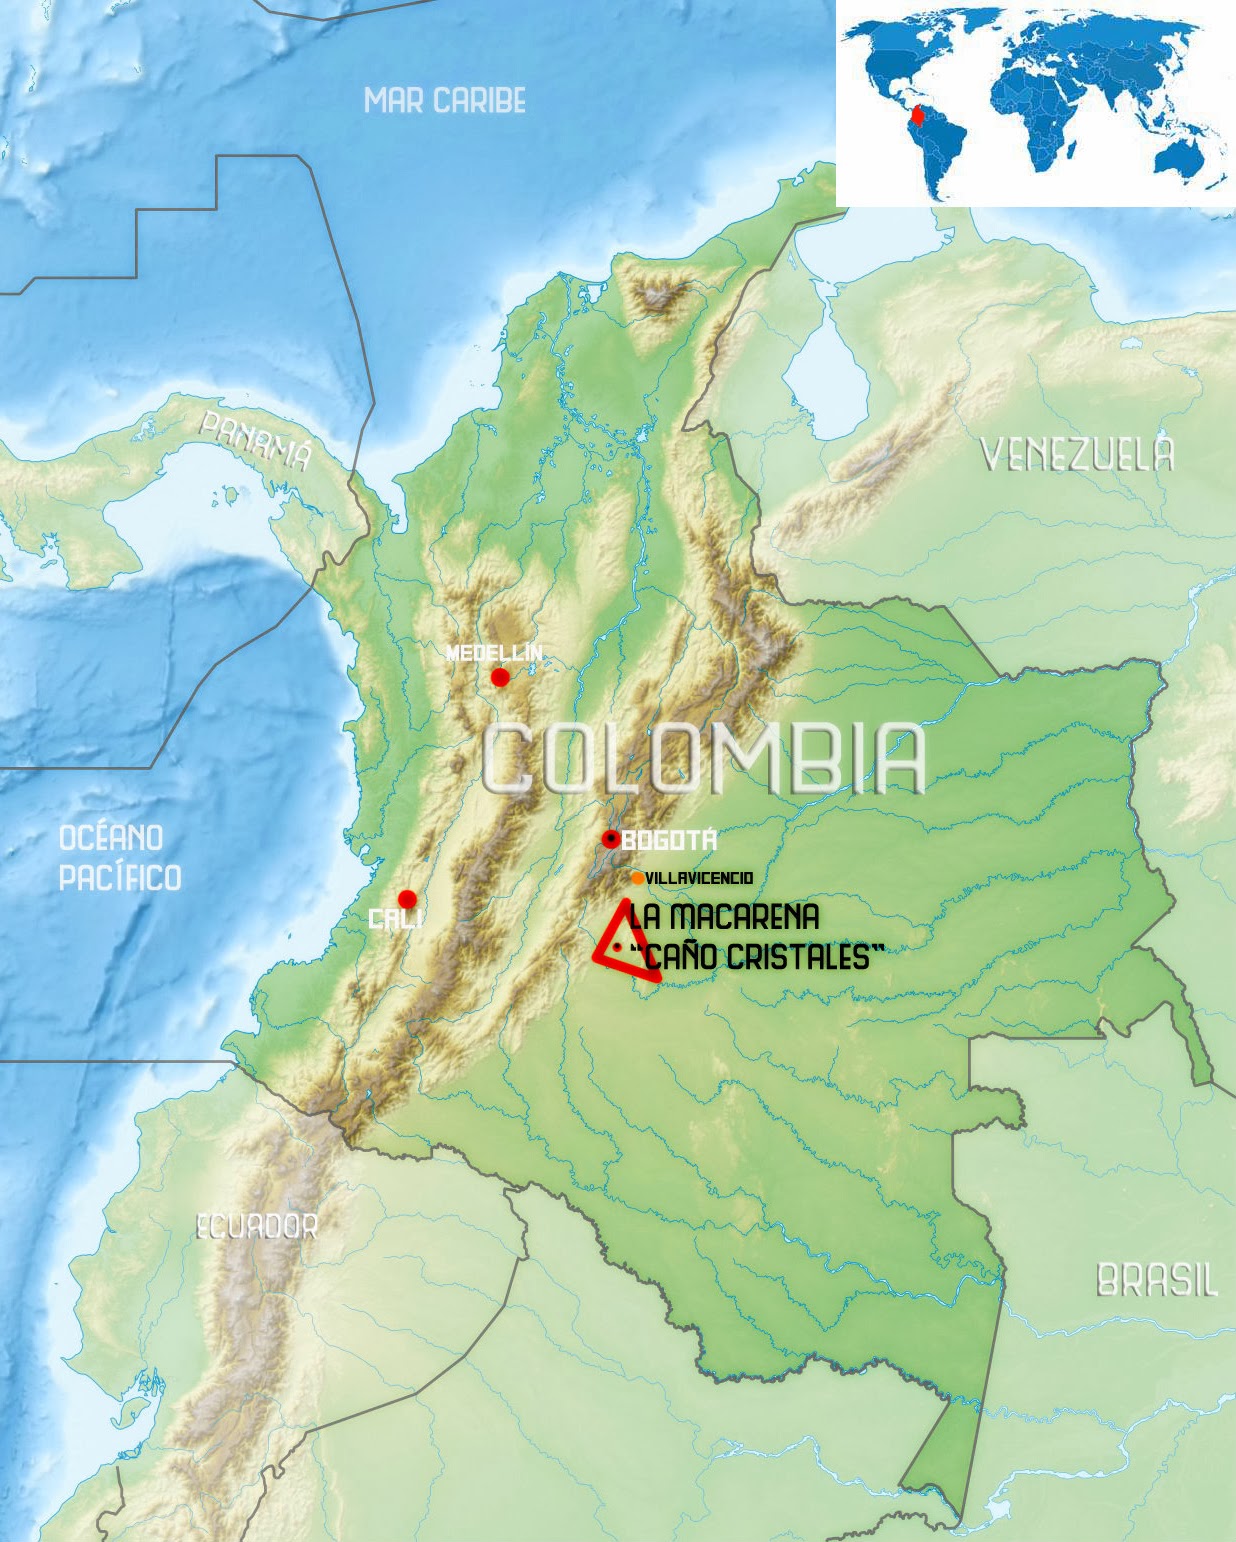 MAR CARIBE
PANAMÁ
VENEZUELA
MEDELLÍN
COLOMBIA
OCÉANO
PACÍFICO
BOGOTÁ
VILLAVICENCIO
CALI
LA MACARENA
"CAÑO CRISTALES"
ECUADOR
BRASIL